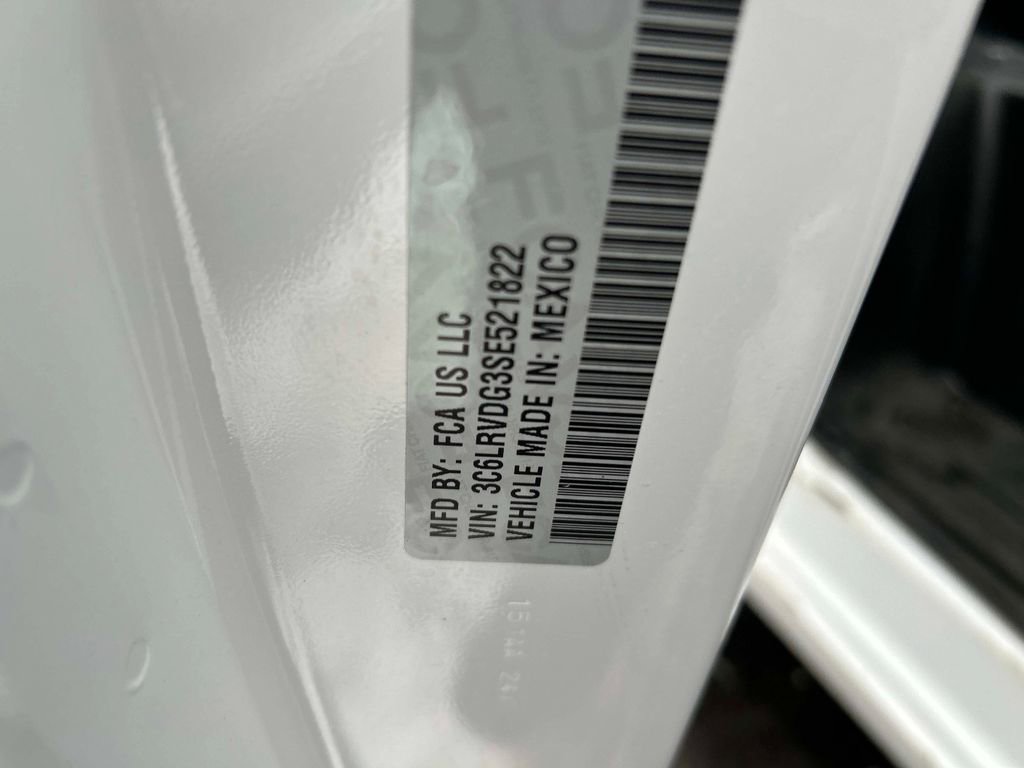 MFD BY: FCA US LLC
VIN: 3C6LRVDG3SE521822
VEHICLE MADE IN: MEXICO